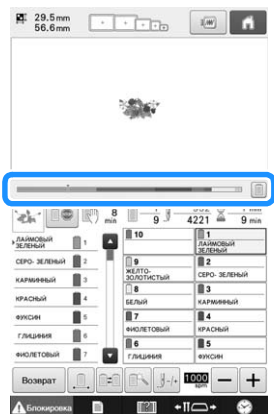 29.5mm
56.6mm
8
min
9
4221
9 min
ЛАЙМОВЫЙ ЗЕЛЕНЫЙ 1
СЕРО- ЗЕЛЕНЫЙ 2
КАРМИННЫЙ 3
КРАСНЫЙ 4
ФУКСИН 5
ГЛИЦИНИЯ 6
ФИОЛЕТОВЫЙ 7
10
1
ЛАЙМОВЫЙ ЗЕЛЕНЫЙ
9
ЖЕЛТО-ЗОЛОТИСТЫЙ
2
СЕРО- ЗЕЛЕНЫЙ
8
БЕЛЫЙ
3
КАРМИННЫЙ
7
ФИОЛЕТОВЫЙ
4
КРАСНЫЙ
6
ГЛИЦИНИЯ
5
ФУКСИН
Возврат
1000
spm
Блокировка